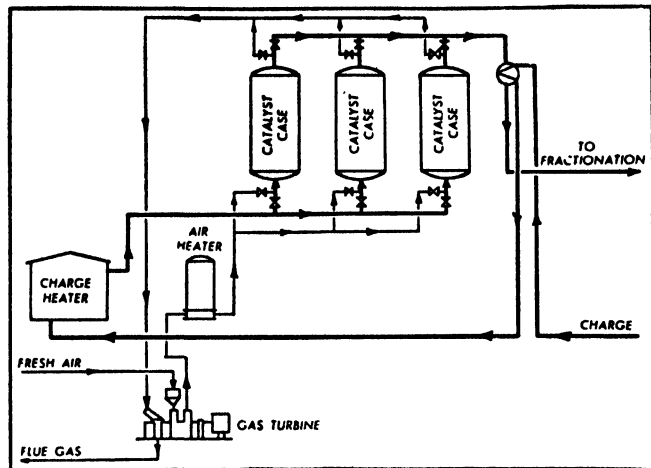 CATALYST
CASE
CATALYST
CASE
CATALYST
CASE
TO
FRACTIONATION
AIR
HEATER
CHARGE
HEATER
CHARGE
FRESH AIR
GAS TURBINE
FLUE GAS